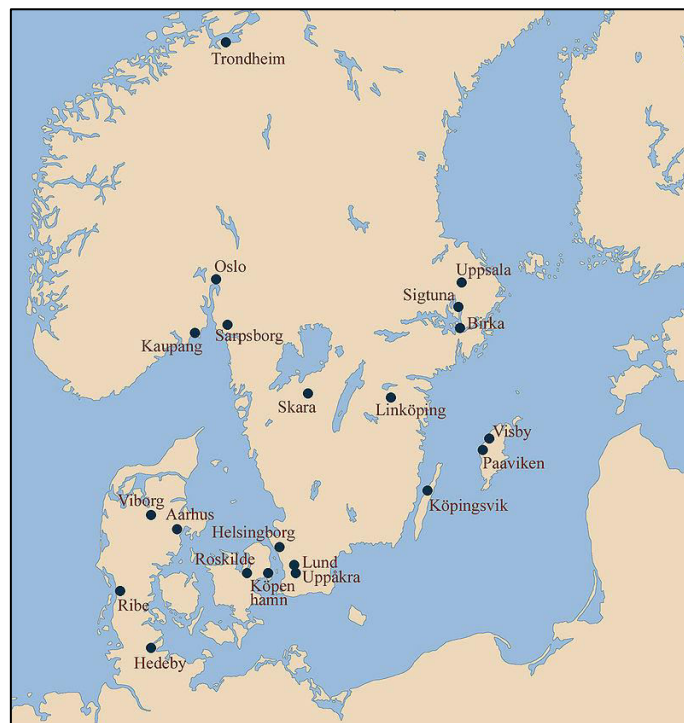 Trondheim
Oslo
Uppsala
Sigtuna
Birka
Sarpsborg
Kaupang
Skara
Linköping
Visby
Paaviken
Köpingsvik
Viborg
Aarhus
Helsingborg
Roskilde
Lund
Uppåkra
Köpen
hamn
Ribe
Hedeby